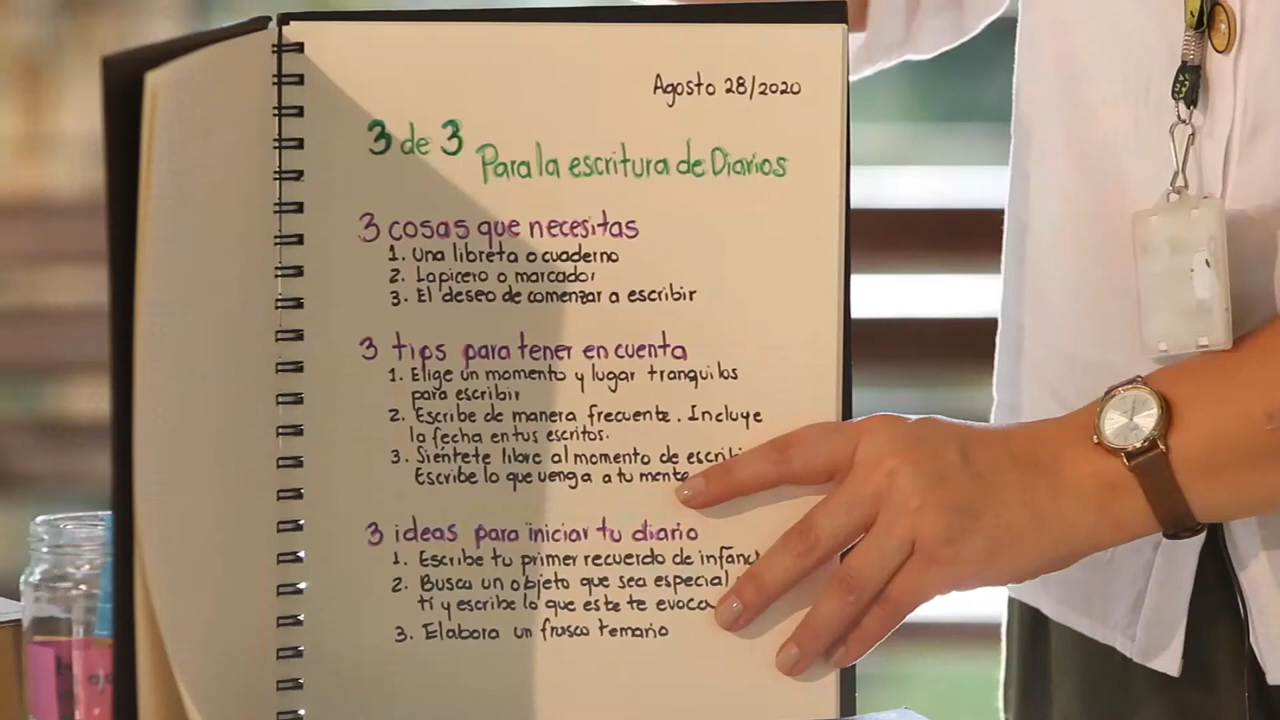 Agosto 28/2020
3 de 3 Para la escritura de Diarios
3 cosas que necesitas
1. Una libreta o cuaderno
2. Lapicero o marcador
3. El deseo de comenzar a escribir
3 tips para tener en cuenta
1. Elige un momento y lugar tranquilos
para escribir
2. Escribe de manera frecuente. Incluye
la fecha en tus escritos.
3. Siéntete libre al momento de
Escribe lo que venga a tu mente
3 ideas para iniciar tu diario
1. Escribe tu primer recuerdo de
2. Busca un objeto que sea especial
ti y escribe lo que este te evoca
3. Elabora un frasco temario